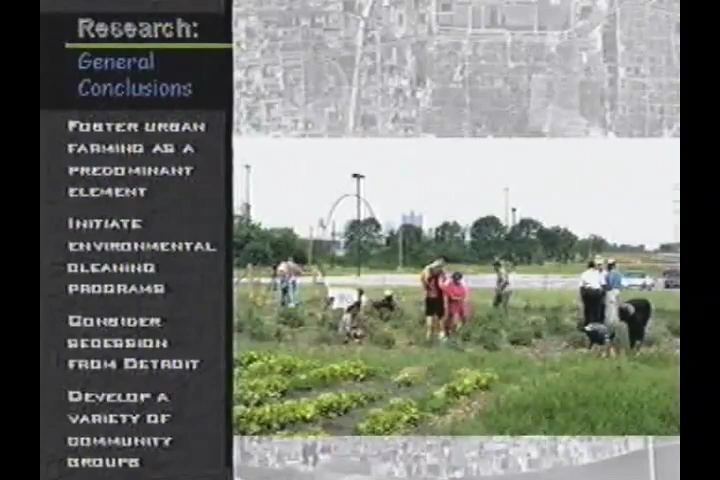 Research:
General
Conclusions
Foster urban
farming as a
predominant
element
Initiate
environmental
cleaning
programs
Consider
secession
from Detroit
Develop a
variety of
community
groups